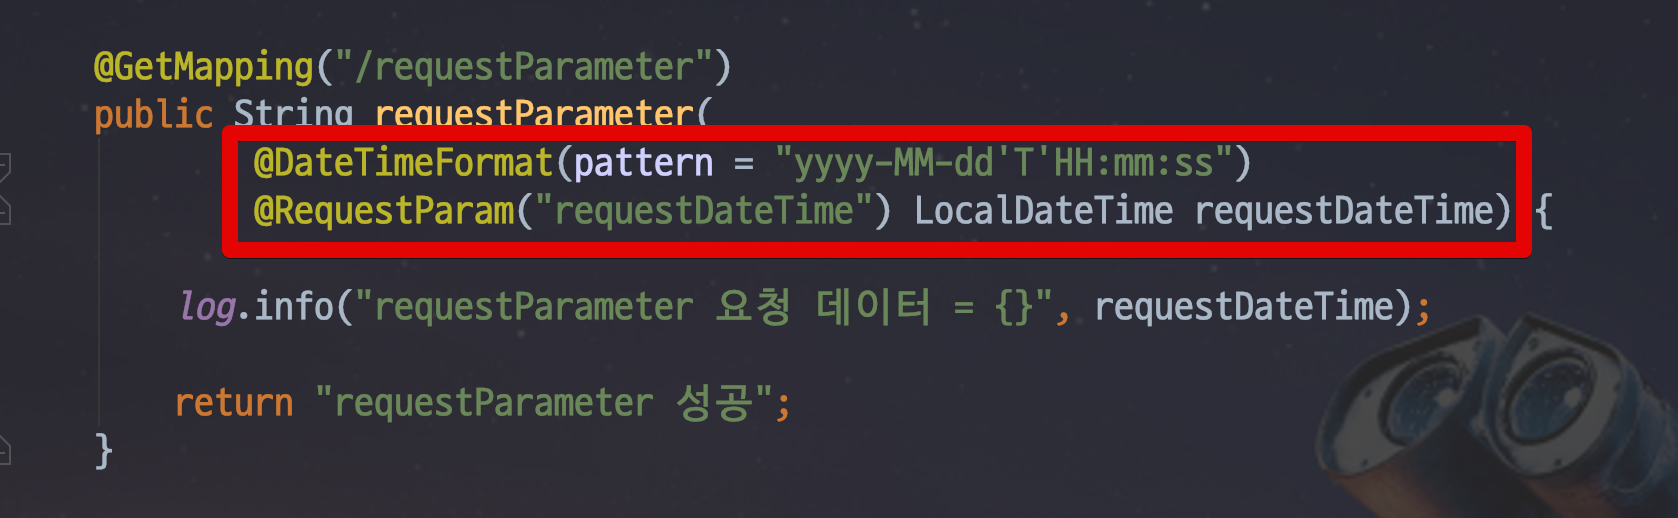 @GetMapping("/requestParameter")
public String requestParameter(
@DateTimeFormat(pattern = "yyyy-MM-dd'T'HH:mm:ss")
@RequestParam("requestDateTime") LocalDateTime requestDateTime) {
log.info("requestParameter 요청 데이터 = {}", requestDateTime);
return "requestParameter 성공";
}